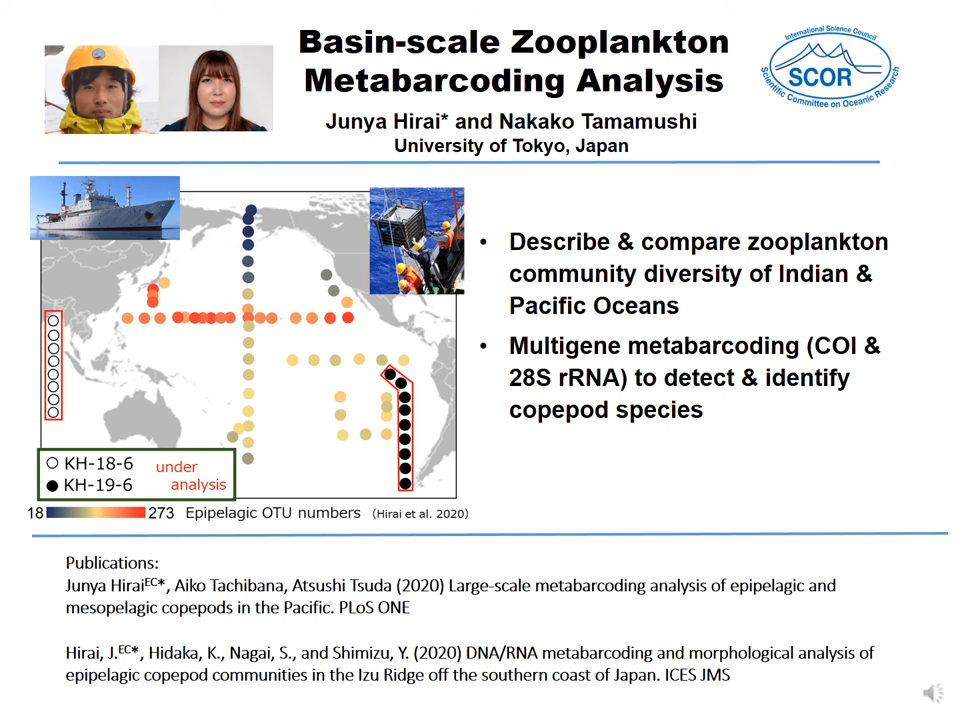 Basin-scale Zooplankton
Metabarcoding Analysis
Junya Hirai* and Nakako Tamamushi
University of Tokyo, Japan
International Science Council
SCOR
Scientific Committee on Oceanic Research
• Describe & compare zooplankton
community diversity of Indian &
Pacific Oceans
• Multigene metabarcoding (COI &
28S rRNA) to detect & identify
copepod species
KH-18-6
KH-19-6
under
analysis
18 273 Epipelagic OTU numbers (Hirai et al. 2020)
Publications:
Junya HiraiEC*, Aiko Tachibana, Atsushi Tsuda (2020) Large-scale metabarcoding analysis of epipelagic and
mesopelagic copepods in the Pacific. PLoS ONE
Hirai, J.EC*, Hidaka, K., Nagai, S., and Shimizu, Y. (2020) DNA/RNA metabarcoding and morphological analysis of
epipelagic copepod communities in the Izu Ridge off the southern coast of Japan. ICES JMS